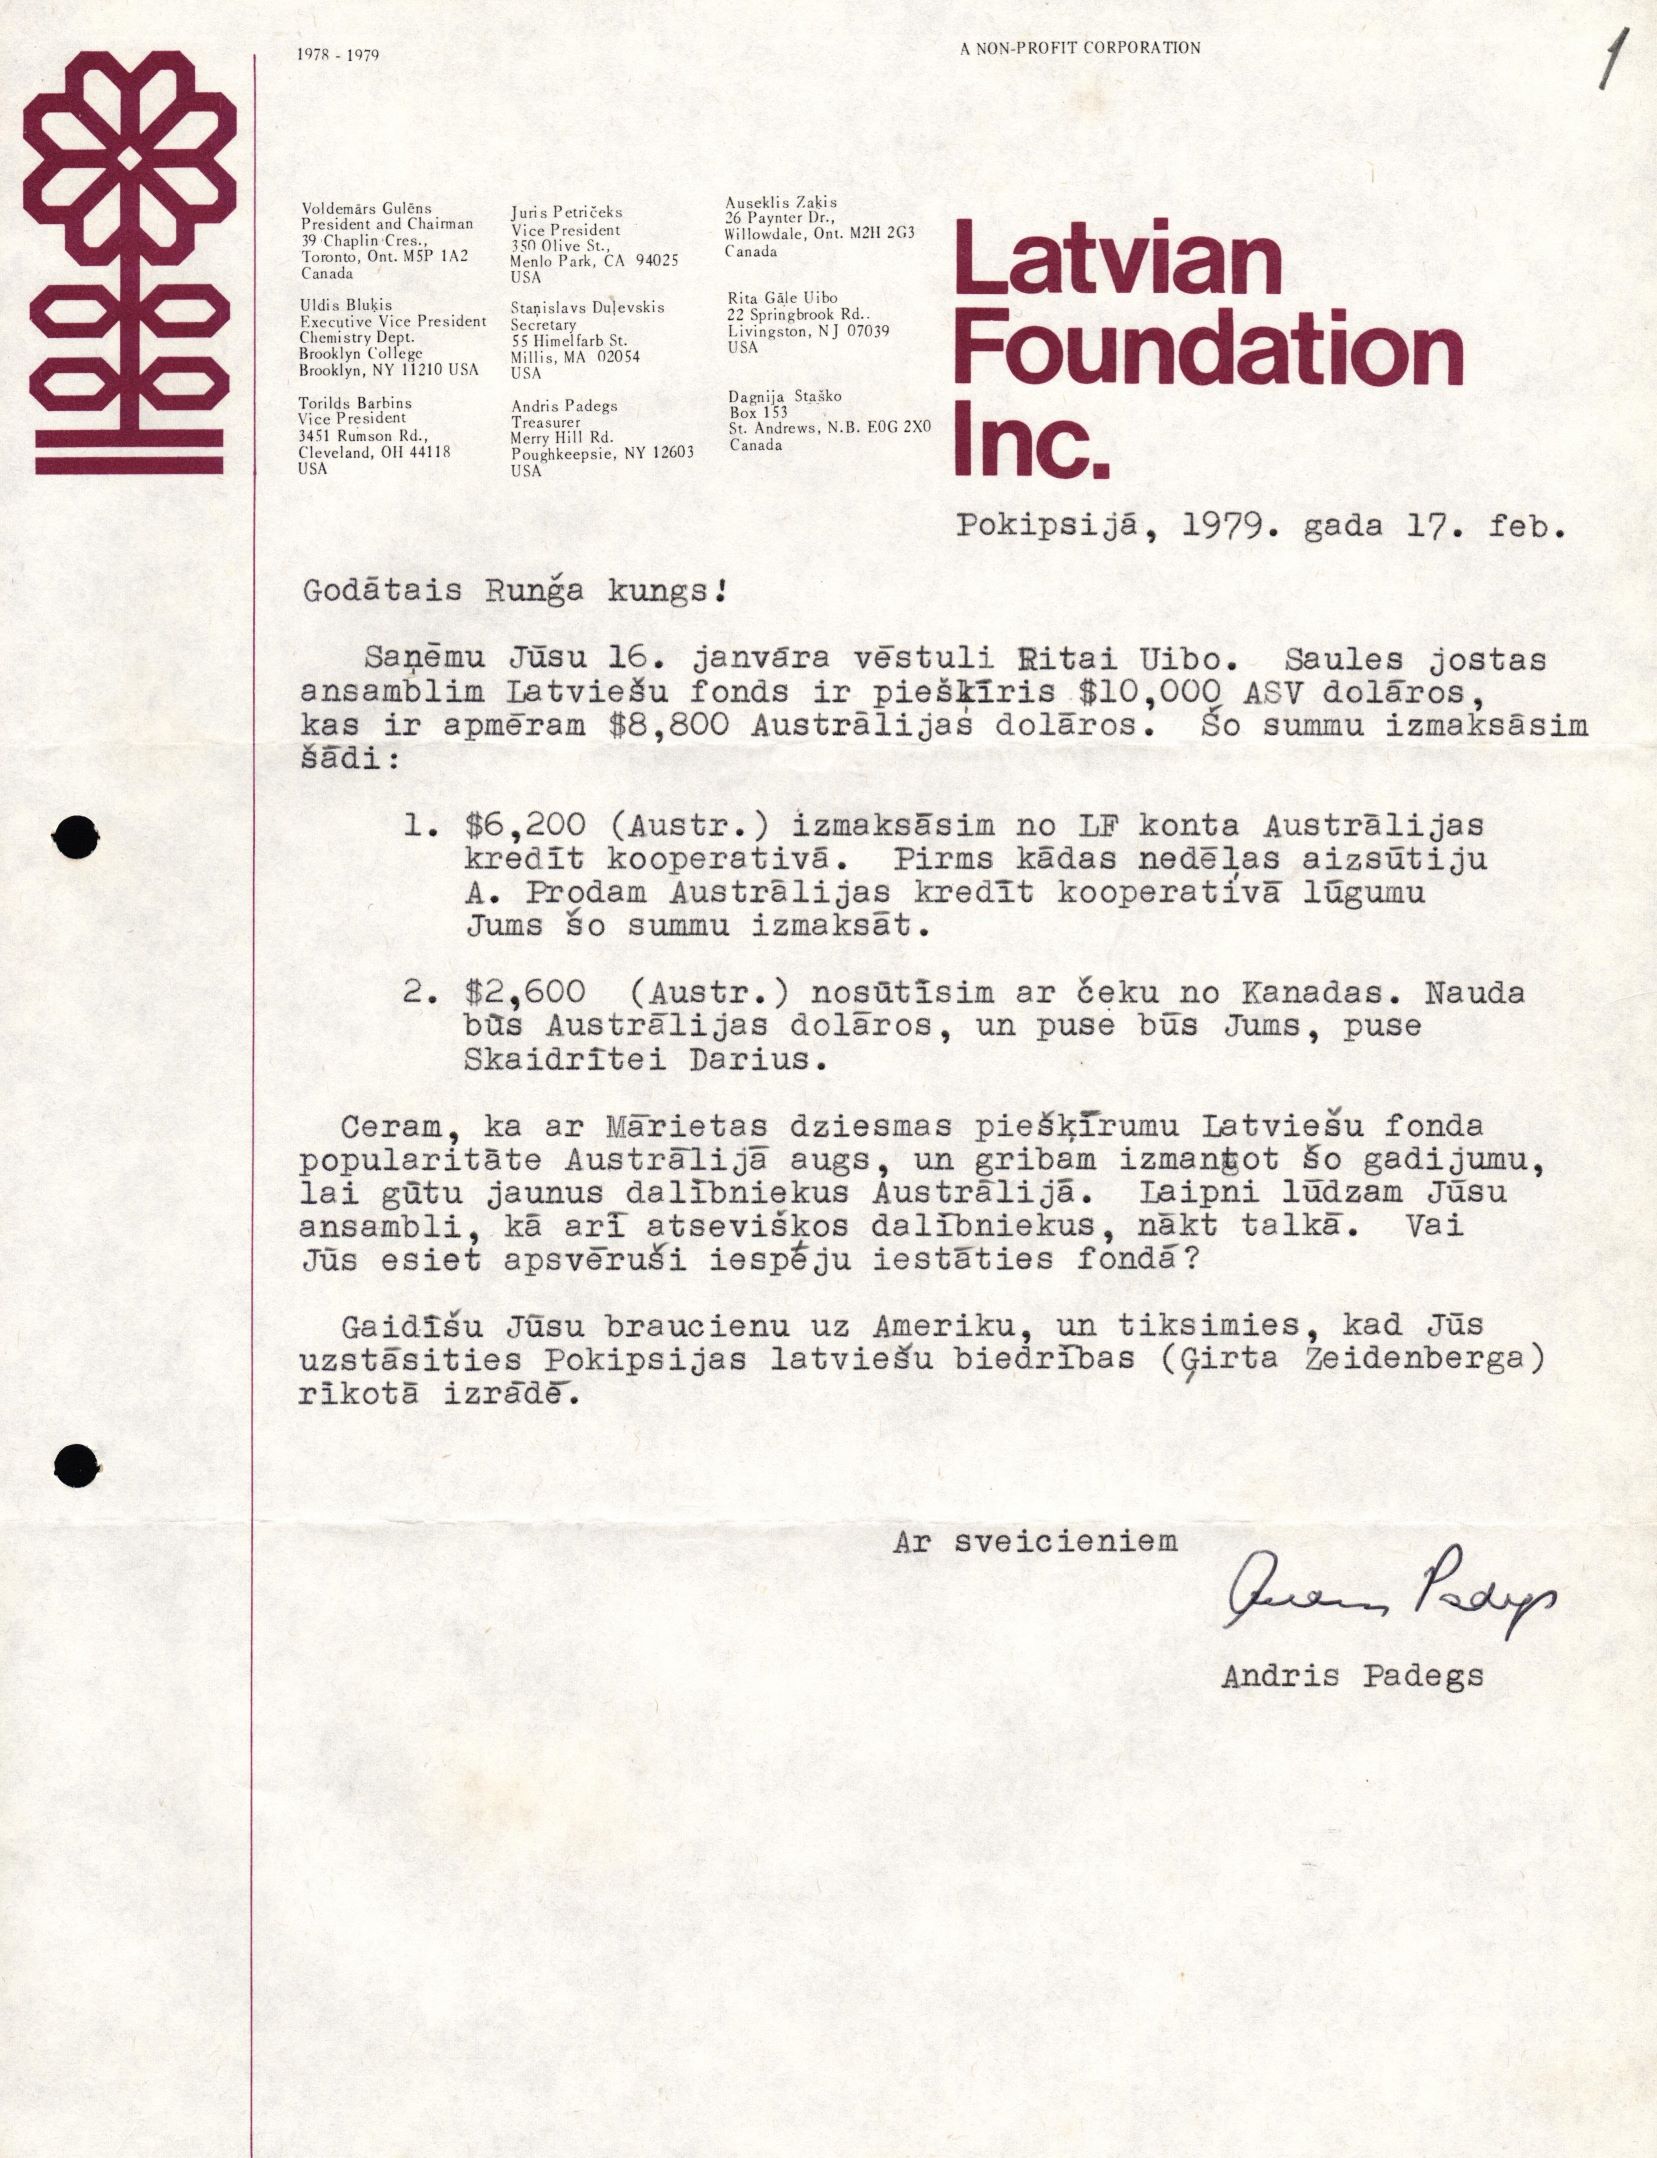 1978 - 1979
A NON-PROFIT CORPORATION
1
Voldemārs Gulēns
President and Chairman
39 Chaplin Cres.,
Toronto, Ont. M5P 1A2
Canada
Uldis Bluķis
Executive Vice President
Chemistry Dept.
Brooklyn College
Brooklyn, NY 11210 USA
Torilds Barbins
Vice President
3451 Rumson Rd.,
Cleveland, OH 44118
USA
Juris Petričeks
Vice President
350 Olive St.,
Menlo Park, CA 94025
USA
Staņislavs Duļevskis
Secretary
55 Himelfarb St.
Millis, MA 02054
USA
Andris Padegs
Treasurer
Merry Hill Rd.
Poughkeepsie, NY 12603
USA
Auseklis Zaķis
26 Paynter Dr.,
Willowdale, Ont. M2H 2G3
Canada
Rita Gāle Uibo
22 Springbrook Rd..
Livingston, NJ 07039
USA
Dagnija Staško
Box 153
St. Andrews, N.B. E0G 2X0
Canada
Latvian
Foundation
Inc.
Pokipsijā, 1979. gada 17. feb.
Godātais Runǧa kungs!
Saņēmu Jūsu 16. janvāra vēstuli Ritai Uibo. Saules jostas
ansamblim Latviešu fonds ir piešķīris $10,000 ASV dolāros,
kas ir apmēram $8,800 Austrālijas dolāros. Šo summu izmaksāsim
šādi:
1. $6,200 (Austr.) izmaksāsim no LF konta Austrālijas
kredīt kooperativā. Pirms kādas nedēļas aizsūtiju
A. Prodam Austrālijas kredīt kooperatīvā lūgumu
Jums šo summu izmaksāt.
2. $2,600 (Austr.) nosūtīsim ar čeku no Kanadas. Nauda
būs Austrālijas dolāros, un puse būs Jums, puse
Skaidrītei Darius.
Ceram, ka ar Mārietas dziesmas piešķīrumu Latviešu fonda
popularitāte Austrālijā augs, un gribam izmantot šo gadijumu,
lai gūtu jaunus dalībniekus Austrālijā. Laipni lūdzam Jūsu
ansambli, kā arī atsevišķos dalībniekus, nākt talkā. Vai
Jūs esiet apsvēruši iespēju iestāties fondā?
Gaidīšu Jūsu braucienu uz Ameriku, un tiksimies, kad Jūs
uzstāsities Pokipsijas latviešu biedrības (Ģirta Zeidenberga)
rīkotā izrādē.
Ar sveicieniem
Andris Padegs
Andris Padegs